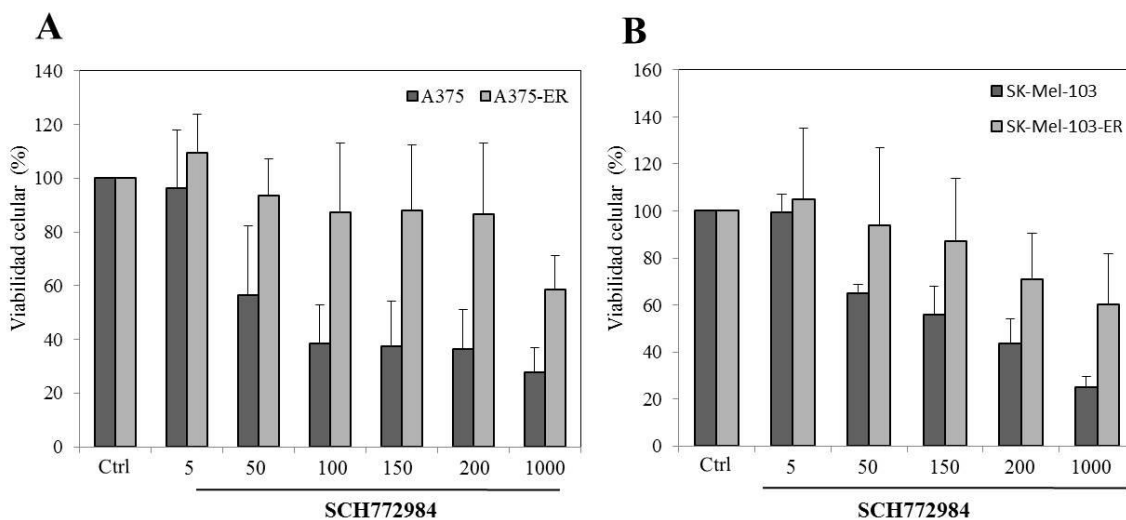 A
Viabilidad celular (%)
140
120
100
80
60
40
20
0
A375 A375-ER
Ctrl 5 50 100 150 200 1000
SCH772984
B
Viabilidad celular (%)
160
140
120
100
80
60
40
20
0
SK-Mel-103
SK-Mel-103-ER
Ctrl 5 50 150 200 1000
SCH772984